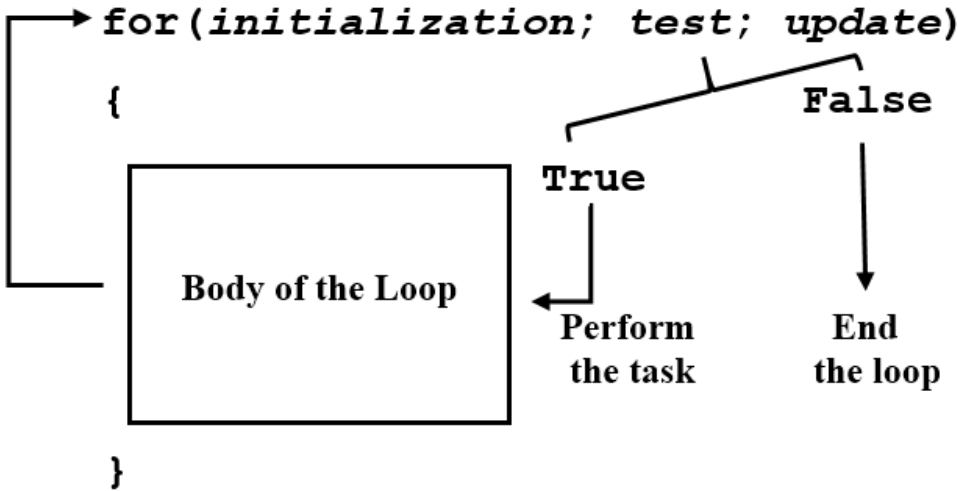 for(initialization; test; update)
{
False
True
Body of the Loop
Perform
the task
End
the loop
}